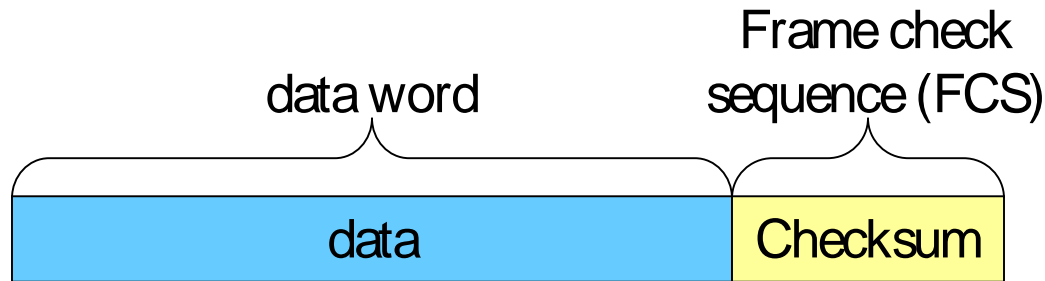 Frame check
data word
sequence (FCS)
data
Checksum